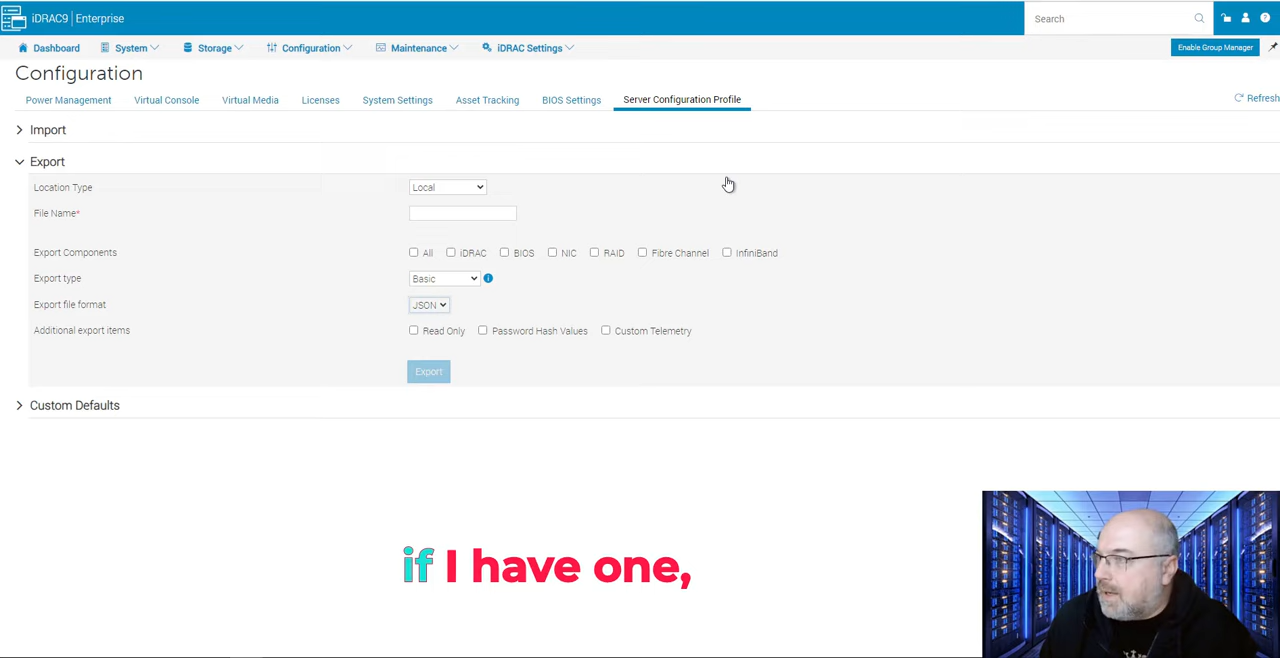 iDRAC9 | Enterprise
Search
Dashboard System Storage Configuration Maintenance iDRAC Settings Enable Group Manager
Configuration
Power Management Virtual Console Virtual Media Licenses System Settings Asset Tracking BIOS Settings Server Configuration Profile Refresh
Import
Export
Location Type Local
File Name*
Export Components All iDRAC BIOS NIC RAID Fibre Channel InfiniBand
Export type Basic
Export file format JSON
Additional export items Read Only Password Hash Values Custom Telemetry
Export
Custom Defaults
if I have one,